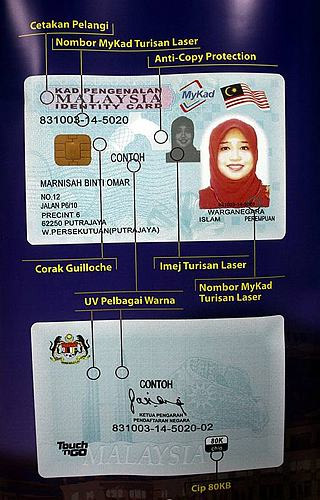 Cetakan Pelangi
Nombor MyKad Turisan Laser
Anti-Copy Protection
KAD PENGENALAN
MALAYSIA
IDENTITY CARD
MyKad
831003-14-5020
CONTOH
MARNISAH BINTI OMAR
NO.12
JALAN P6/10
PRECINT 6
62250 PUTRAJAYA
W.PERSEKUTUAN(PUTRAJAYA)
WARGANEGARA
ISLAM PEREMPUAN
Corak Guilloche
Imej Turisan Laser
UV Pelbagai Warna
Nombor MyKad
Turisan Laser
CONTOH
KETUA PENGARAH
PENDAFTARAN NEGARA
831003-14-5020-02
Touch
'n GO
80K
chip
MALAYSIA
Cip 80KB